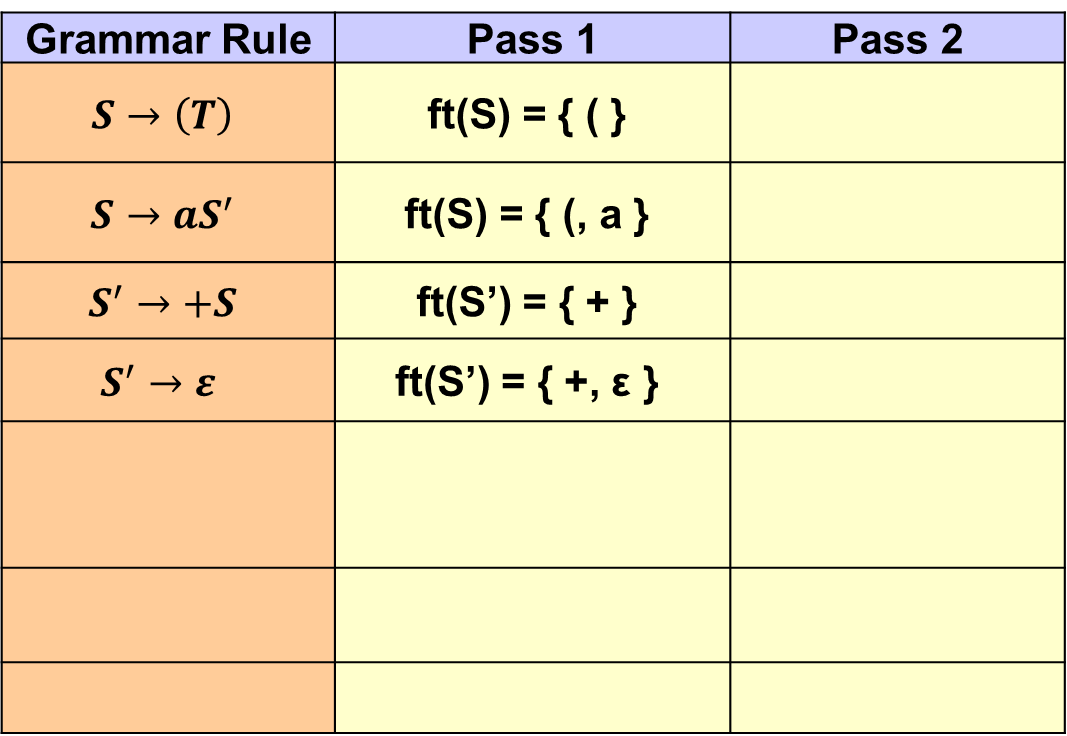 Grammar Rule Pass 1 Pass 2
S → (T) ft(S) = { ( }
S → aS′ ft(S) = { (, a }
S′ → +S ft(S’) = { + }
S′ → ε ft(S’) = { +, ε }